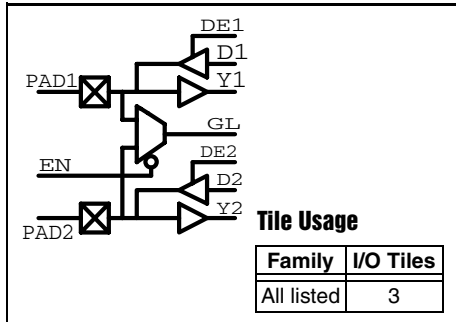 DE1
D1
PAD1
Y1
GL
EN
DE2
D2
PAD2
Y2
Tile Usage
Family I/O Tiles
All listed 3